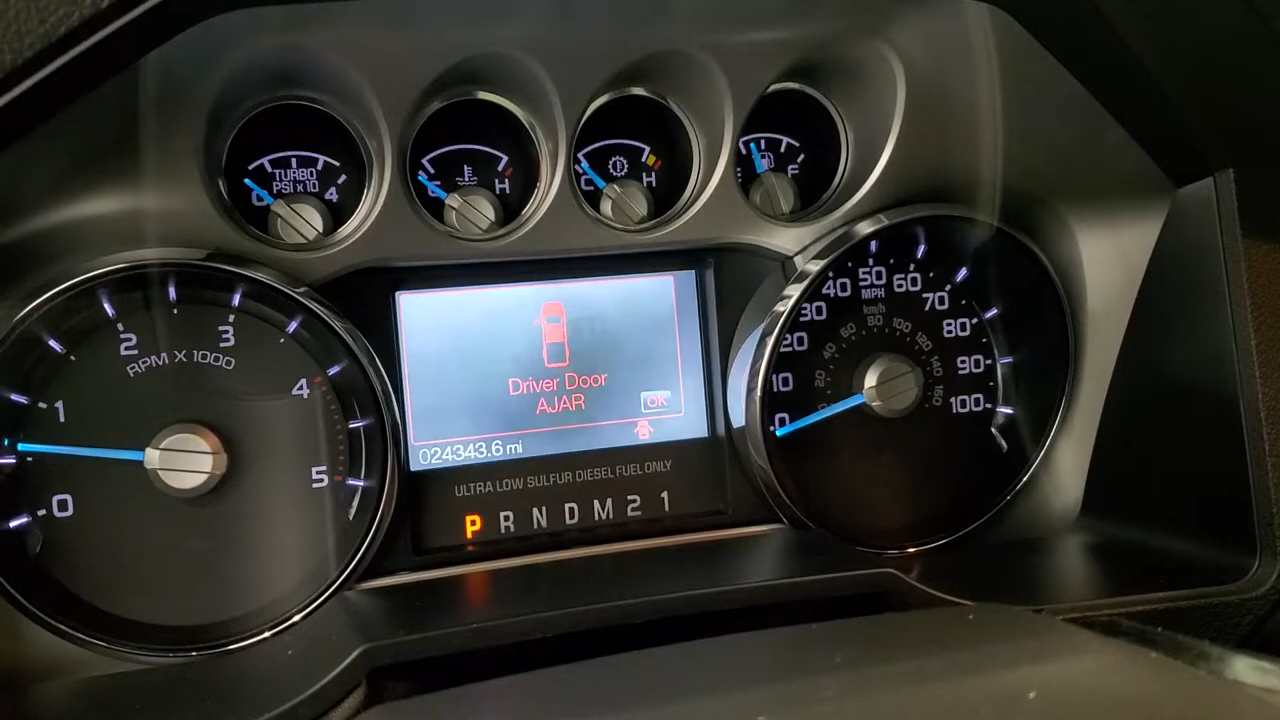 TURBO
PSI x 10
0
4
C
H
C
H
E
F
0
1
2
3
4
5
RPM X 1000
Driver Door
AJAR
OK
024343.6 mi
ULTRA LOW SULFUR DIESEL FUEL ONLY
P R N D M 2 1
0
10
20
30
40
50
60
70
80
90
100
MPH
km/h
0
20
40
60
80
100
120
140
160